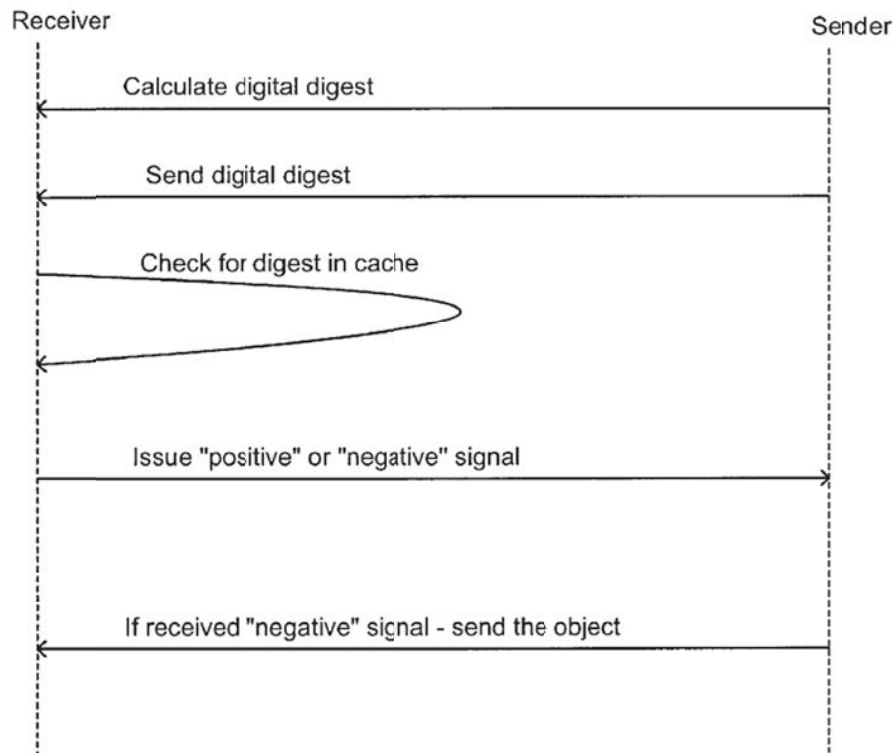 Receiver
Sender
Calculate digital digest
Send digital digest
Check for digest in cache
Issue "positive" or "negative" signal
If received "negative" signal - send the object